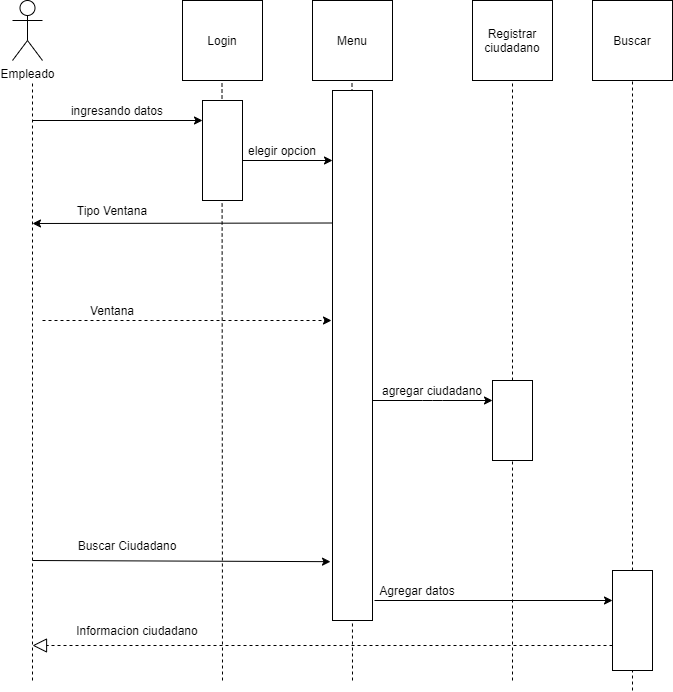 Empleado
Login
Menu
Registrar
ciudadano
Buscar
ingresando datos
elegir opcion
Tipo Ventana
Ventana
agregar ciudadano
Buscar Ciudadano
Agregar datos
Informacion ciudadano